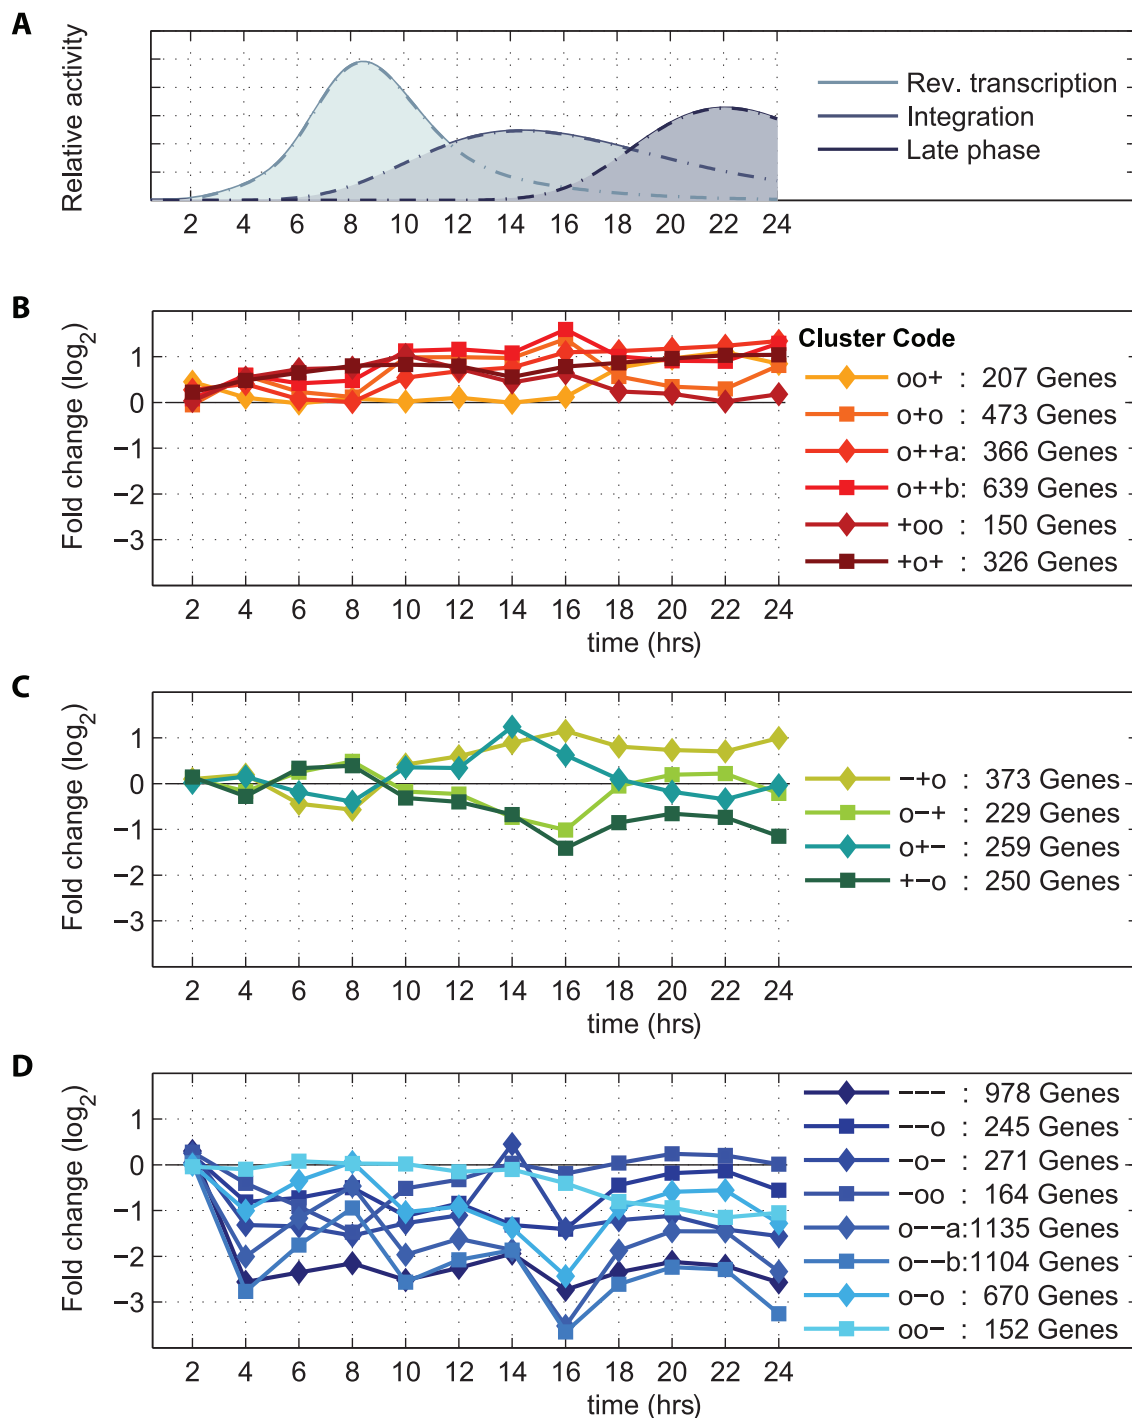 A
Relative activity
Rev. transcription
Integration
Late phase
2 4 6 8 10 12 14 16 18 20 22 24
B
Fold change (log2)
1
0
−1
−2
−3
Cluster Code
oo+ : 207 Genes
o+o : 473 Genes
o++a: 366 Genes
o++b: 639 Genes
+oo : 150 Genes
+o+ : 326 Genes
2 4 6 8 10 12 14 16 18 20 22 24
time (hrs)
C
Fold change (log2)
1
0
−1
−2
−3
−+o : 373 Genes
o−+ : 229 Genes
o+− : 259 Genes
+−o : 250 Genes
2 4 6 8 10 12 14 16 18 20 22 24
time (hrs)
D
Fold change (log2)
1
0
−1
−2
−3
−−− : 978 Genes
−−o : 245 Genes
−o− : 271 Genes
−oo : 164 Genes
o−−a:1135 Genes
o−−b:1104 Genes
o−o : 670 Genes
oo− : 152 Genes
2 4 6 8 10 12 14 16 18 20 22 24
time (hrs)